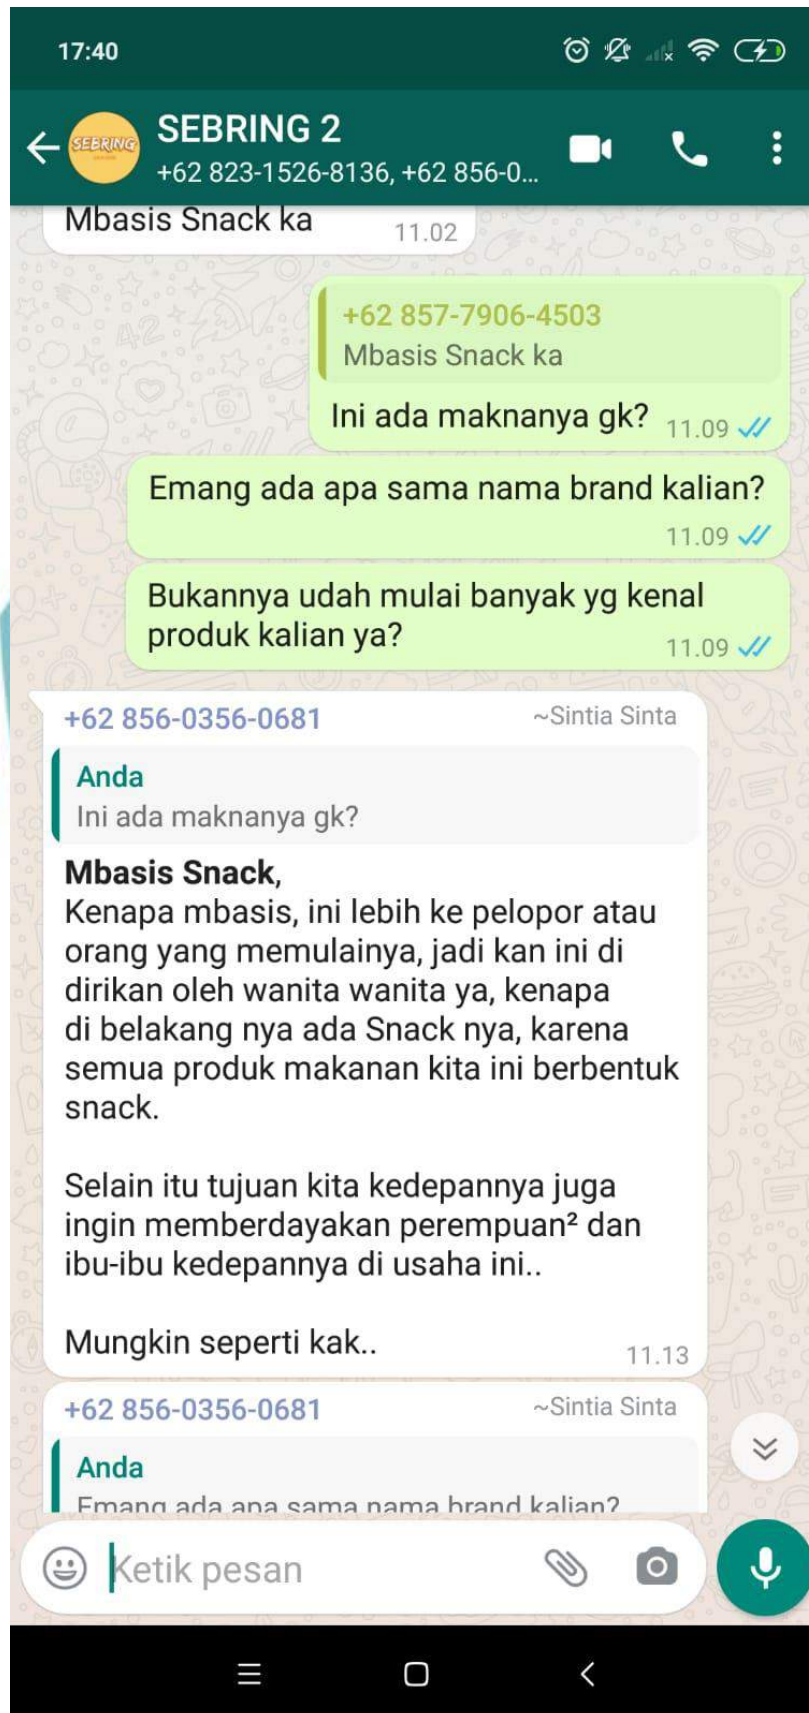 17:40
SEBRING
SEBRING 2
+62 823-1526-8136, +62 856-0...
Mbasis Snack ka 11.02
+62 857-7906-4503
Mbasis Snack ka
Ini ada maknanya gk? 11.09
Emang ada apa sama nama brand kalian?
11.09
Bukannya udah mulai banyak yg kenal
produk kalian ya? 11.09
+62 856-0356-0681 ~Sintia Sinta
Anda
Ini ada maknanya gk?
Mbasis Snack,
Kenapa mbasis, ini lebih ke pelopor atau
orang yang memulainya, jadi kan ini di
dirikan oleh wanita wanita ya, kenapa
di belakang nya ada Snack nya, karena
semua produk makanan kita ini berbentuk
snack.
Selain itu tujuan kita kedepannya juga
ingin memberdayakan perempuan² dan
ibu-ibu kedepannya di usaha ini..
Mungkin seperti kak.. 11.13
+62 856-0356-0681 ~Sintia Sinta
Anda
Emang ada apa sama nama brand kalian?
Ketik pesan